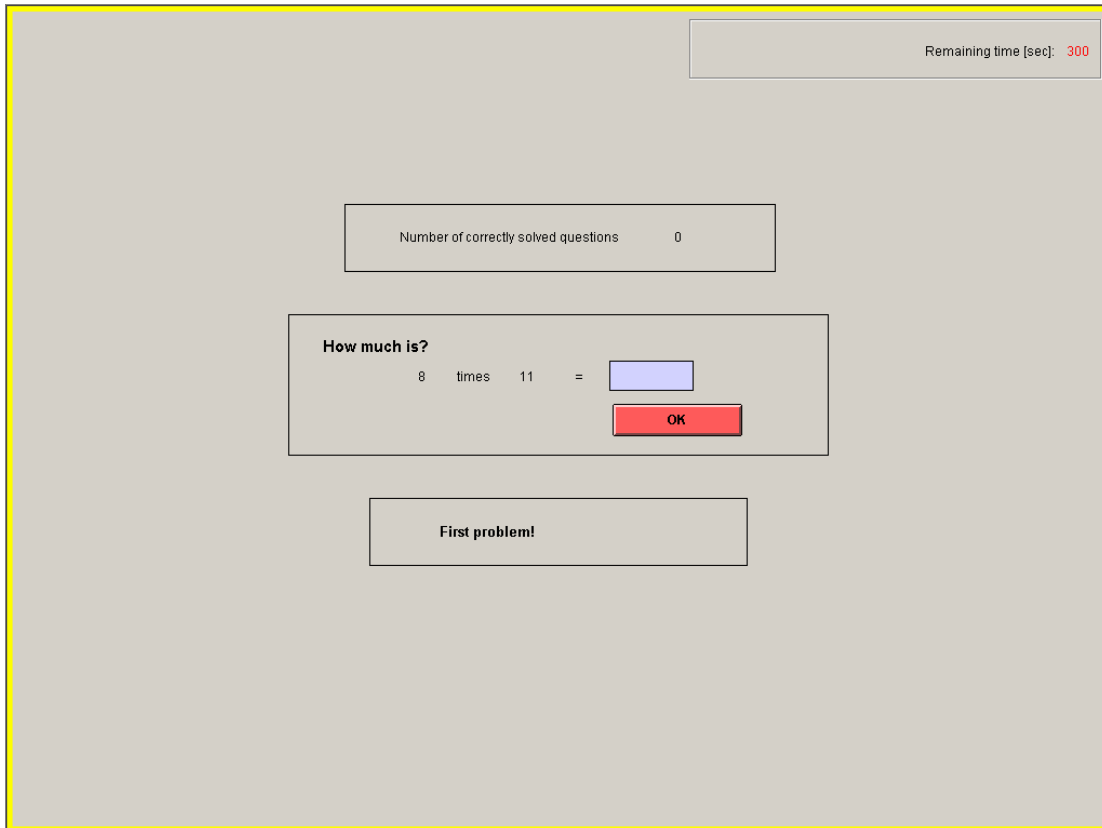 Remaining time [sec]: 300
Number of correctly solved questions 0
How much is?
8 times 11 =
OK
First problem!